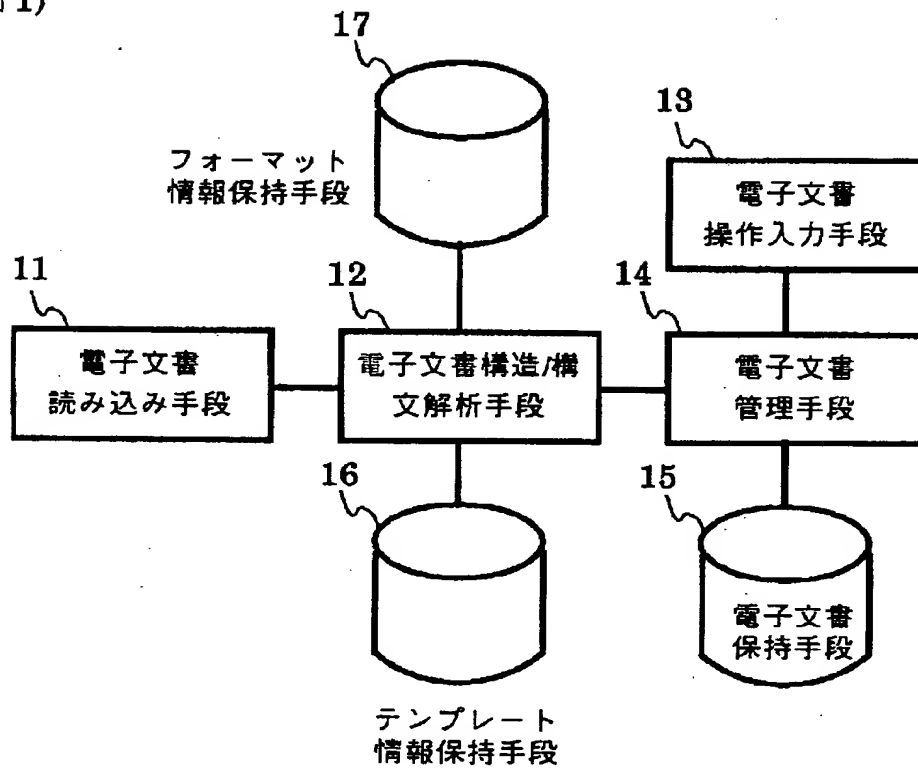 1)
17
フォーマット
情報保持手段
13
電子文書
操作入力手段
11
電子文書
読み込み手段
12
電子文書構造/構
文解析手段
14
電子文書
管理手段
16
テンプレート
情報保持手段
15
電子文書
保持手段